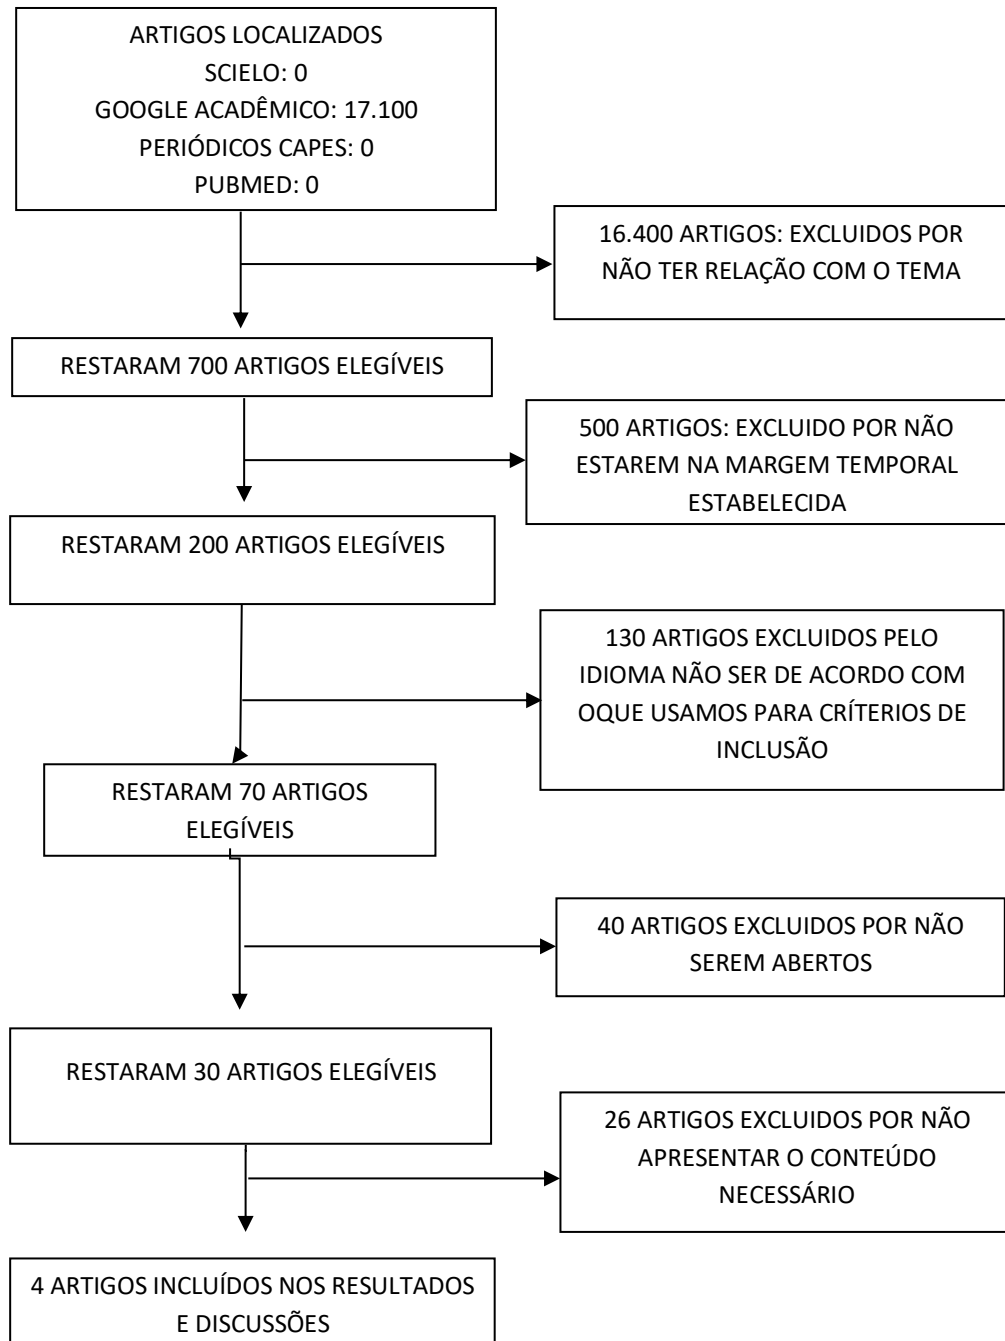 ARTIGOS LOCALIZADOS
SCIELO: 0
GOOGLE ACADÊMICO: 17.100
PERIÓDICOS CAPES: 0
PUBMED: 0
16.400 ARTIGOS: EXCLUIDOS POR
NÃO TER RELAÇÃO COM O TEMA
RESTARAM 700 ARTIGOS ELEGÍVEIS
500 ARTIGOS: EXCLUIDO POR NÃO
ESTAREM NA MARGEM TEMPORAL
ESTABELECIDA
RESTARAM 200 ARTIGOS ELEGÍVEIS
130 ARTIGOS EXCLUIDOS PELO
IDIOMA NÃO SER DE ACORDO COM
OQUE USAMOS PARA CRÍTERIOS DE
INCLUSÃO
RESTARAM 70 ARTIGOS
ELEGÍVEIS
40 ARTIGOS EXCLUIDOS POR NÃO
SEREM ABERTOS
RESTARAM 30 ARTIGOS ELEGÍVEIS
26 ARTIGOS EXCLUIDOS POR NÃO
APRESENTAR O CONTEÚDO
NECESSÁRIO
4 ARTIGOS INCLUÍDOS NOS RESULTADOS
E DISCUSSÕES